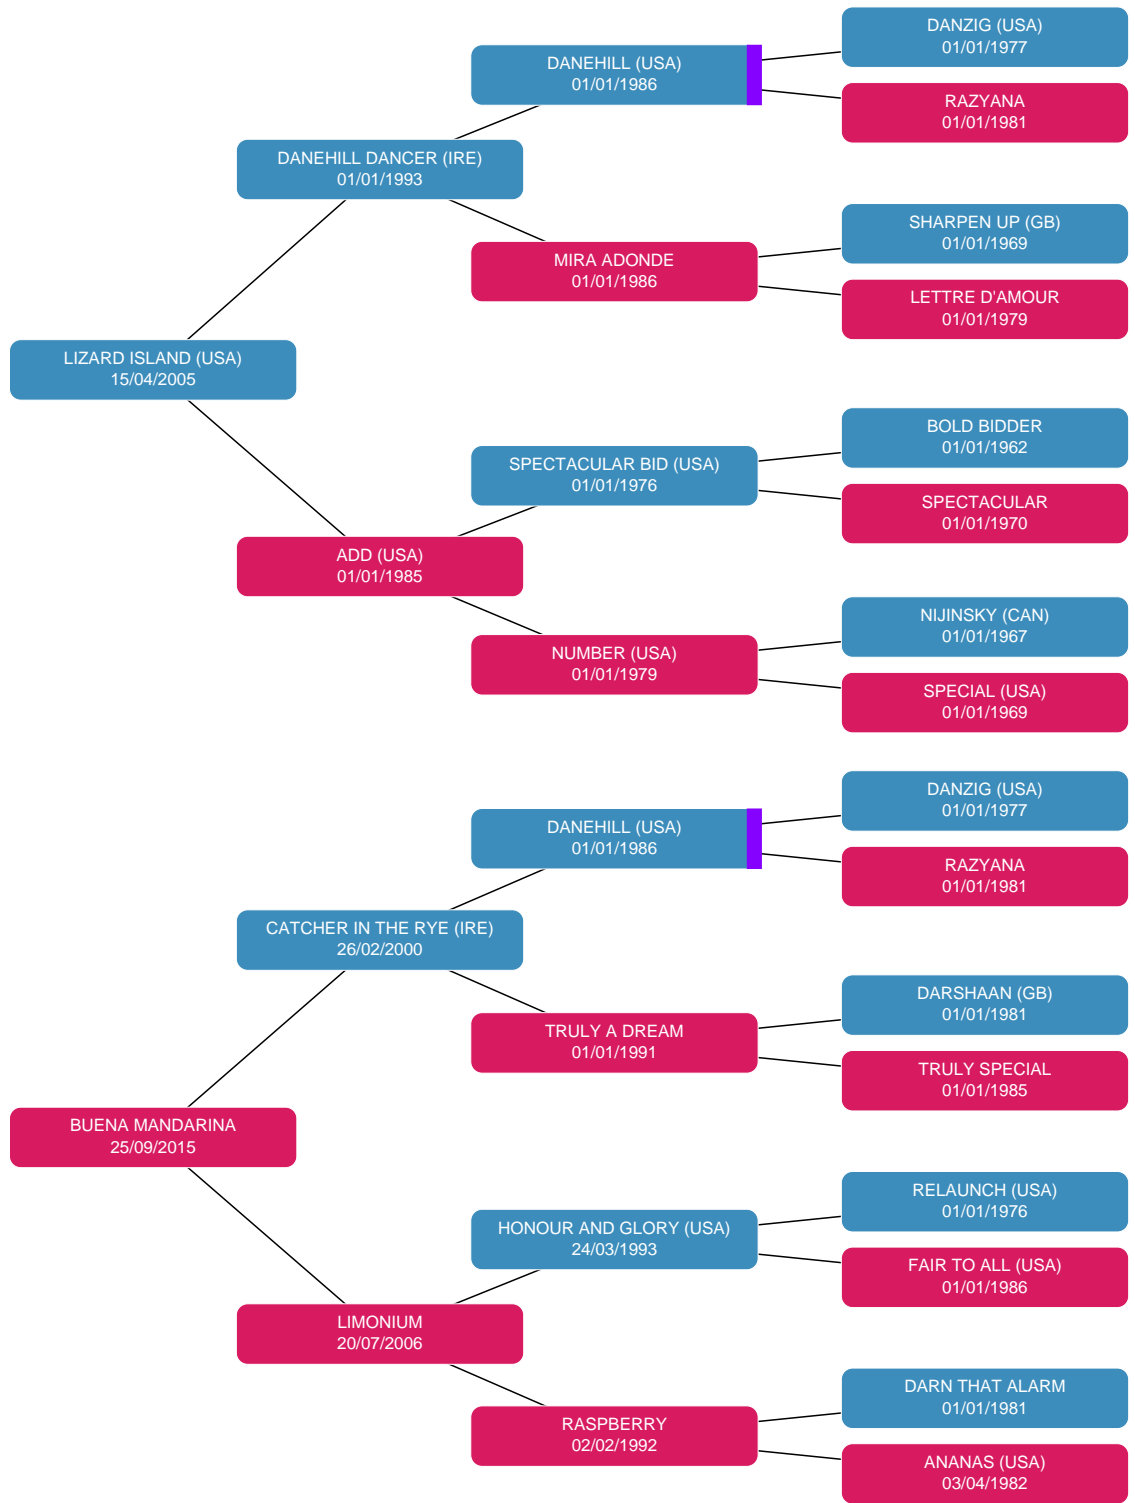 DANZIG (USA)
01/01/1977
DANEHILL (USA)
01/01/1986
RAZYANA
01/01/1981
DANEHILL DANCER (IRE)
01/01/1993
SHARPEN UP (GB)
01/01/1969
MIRA ADONDE
01/01/1986
LETTRE D'AMOUR
01/01/1979
LIZARD ISLAND (USA)
15/04/2005
BOLD BIDDER
01/01/1962
SPECTACULAR BID (USA)
01/01/1976
SPECTACULAR
01/01/1970
ADD (USA)
01/01/1985
NIJINSKY (CAN)
01/01/1967
NUMBER (USA)
01/01/1979
SPECIAL (USA)
01/01/1969
DANZIG (USA)
01/01/1977
DANEHILL (USA)
01/01/1986
RAZYANA
01/01/1981
CATCHER IN THE RYE (IRE)
26/02/2000
DARSHAAN (GB)
01/01/1981
TRULY A DREAM
01/01/1991
TRULY SPECIAL
01/01/1985
BUENA MANDARINA
25/09/2015
RELAUNCH (USA)
01/01/1976
HONOUR AND GLORY (USA)
24/03/1993
FAIR TO ALL (USA)
01/01/1986
LIMONIUM
20/07/2006
DARN THAT ALARM
01/01/1981
RASPBERRY
02/02/1992
ANANAS (USA)
03/04/1982